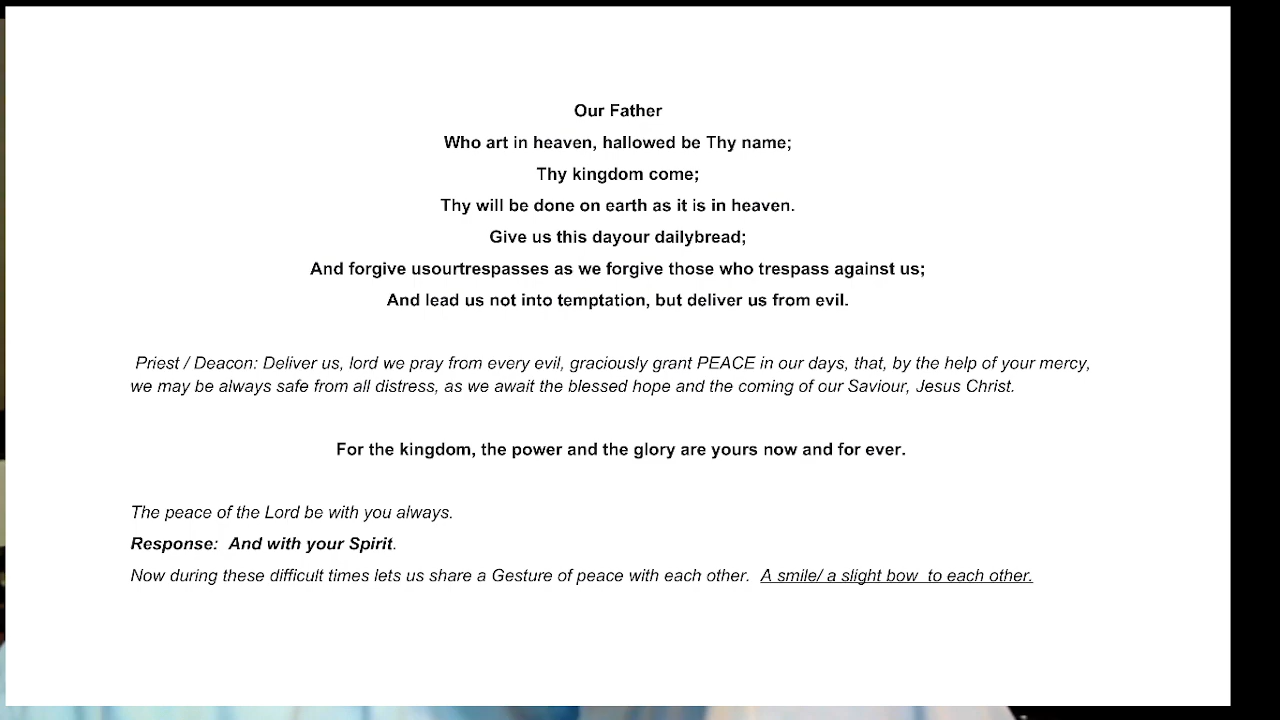 Our Father
Who art in heaven, hallowed be Thy name;
Thy kingdom come;
Thy will be done on earth as it is in heaven.
Give us this dayour dailybread;
And forgive usourtrespasses as we forgive those who trespass against us;
And lead us not into temptation, but deliver us from evil.
Priest / Deacon: Deliver us, lord we pray from every evil, graciously grant PEACE in our days, that, by the help of your mercy,
we may be always safe from all distress, as we await the blessed hope and the coming of our Saviour, Jesus Christ.
For the kingdom, the power and the glory are yours now and for ever.
The peace of the Lord be with you always.
Response:  And with your Spirit.
Now during these difficult times lets us share a Gesture of peace with each other.  A smile/ a slight bow  to each other.